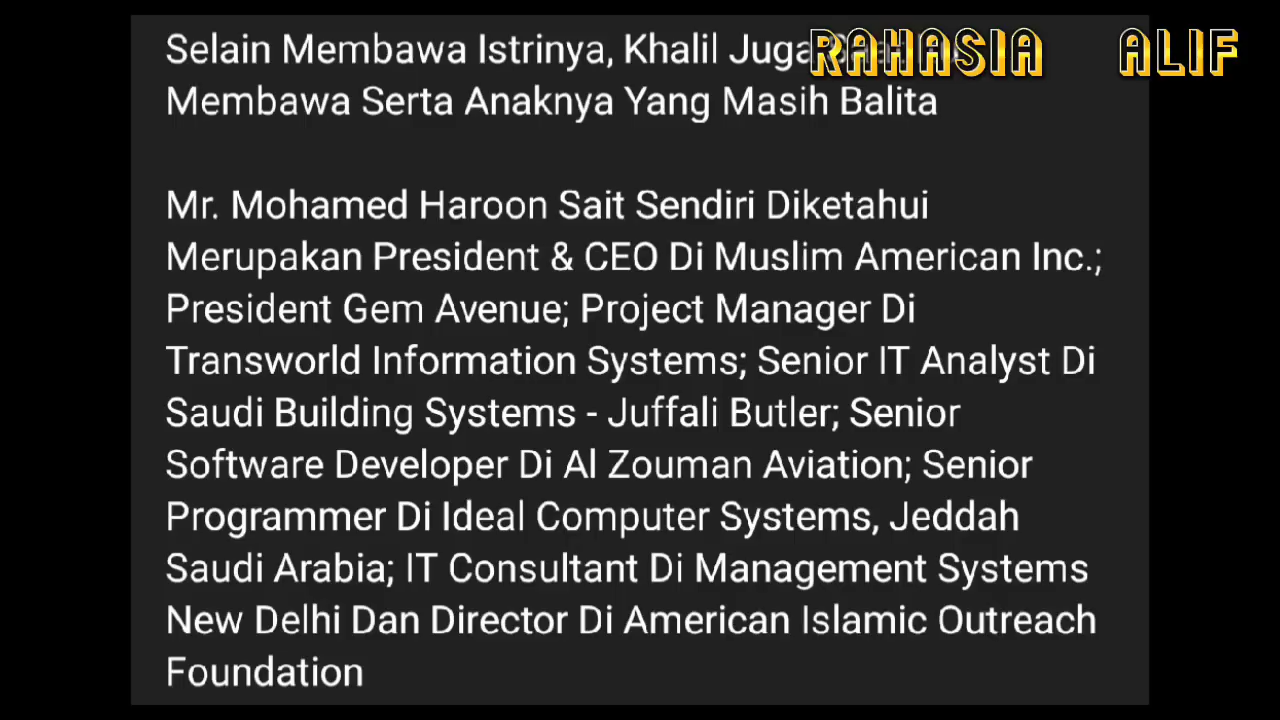 RAHASIA ALIF
Selain Membawa Istrinya, Khalil Juga
Membawa Serta Anaknya Yang Masih Balita
Mr. Mohamed Haroon Sait Sendiri Diketahui
Merupakan President & CEO Di Muslim American Inc.;
President Gem Avenue; Project Manager Di
Transworld Information Systems; Senior IT Analyst Di
Saudi Building Systems - Juffali Butler; Senior
Software Developer Di Al Zouman Aviation; Senior
Programmer Di Ideal Computer Systems, Jeddah
Saudi Arabia; IT Consultant Di Management Systems
New Delhi Dan Director Di American Islamic Outreach
Foundation